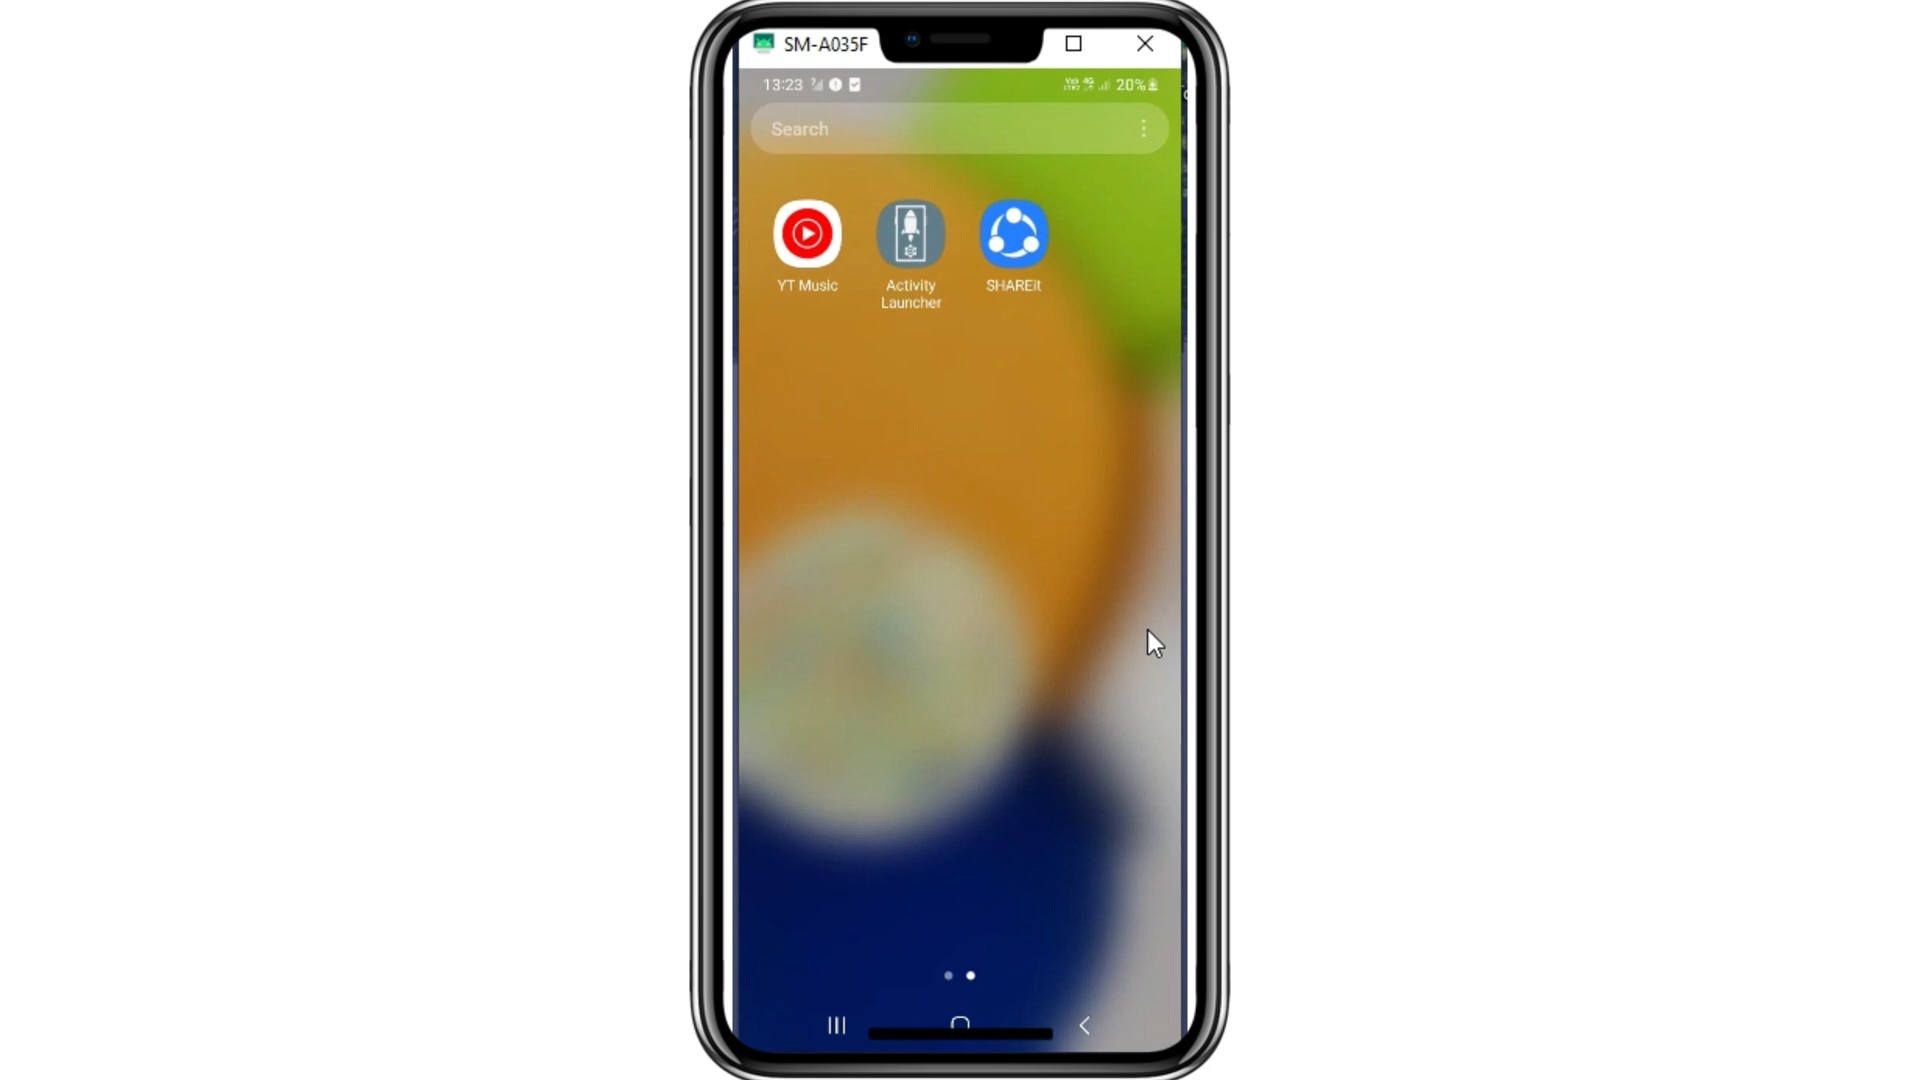 SM-A035F
13:23
20%
Search
YT Music
Activity
Launcher
SHAREit